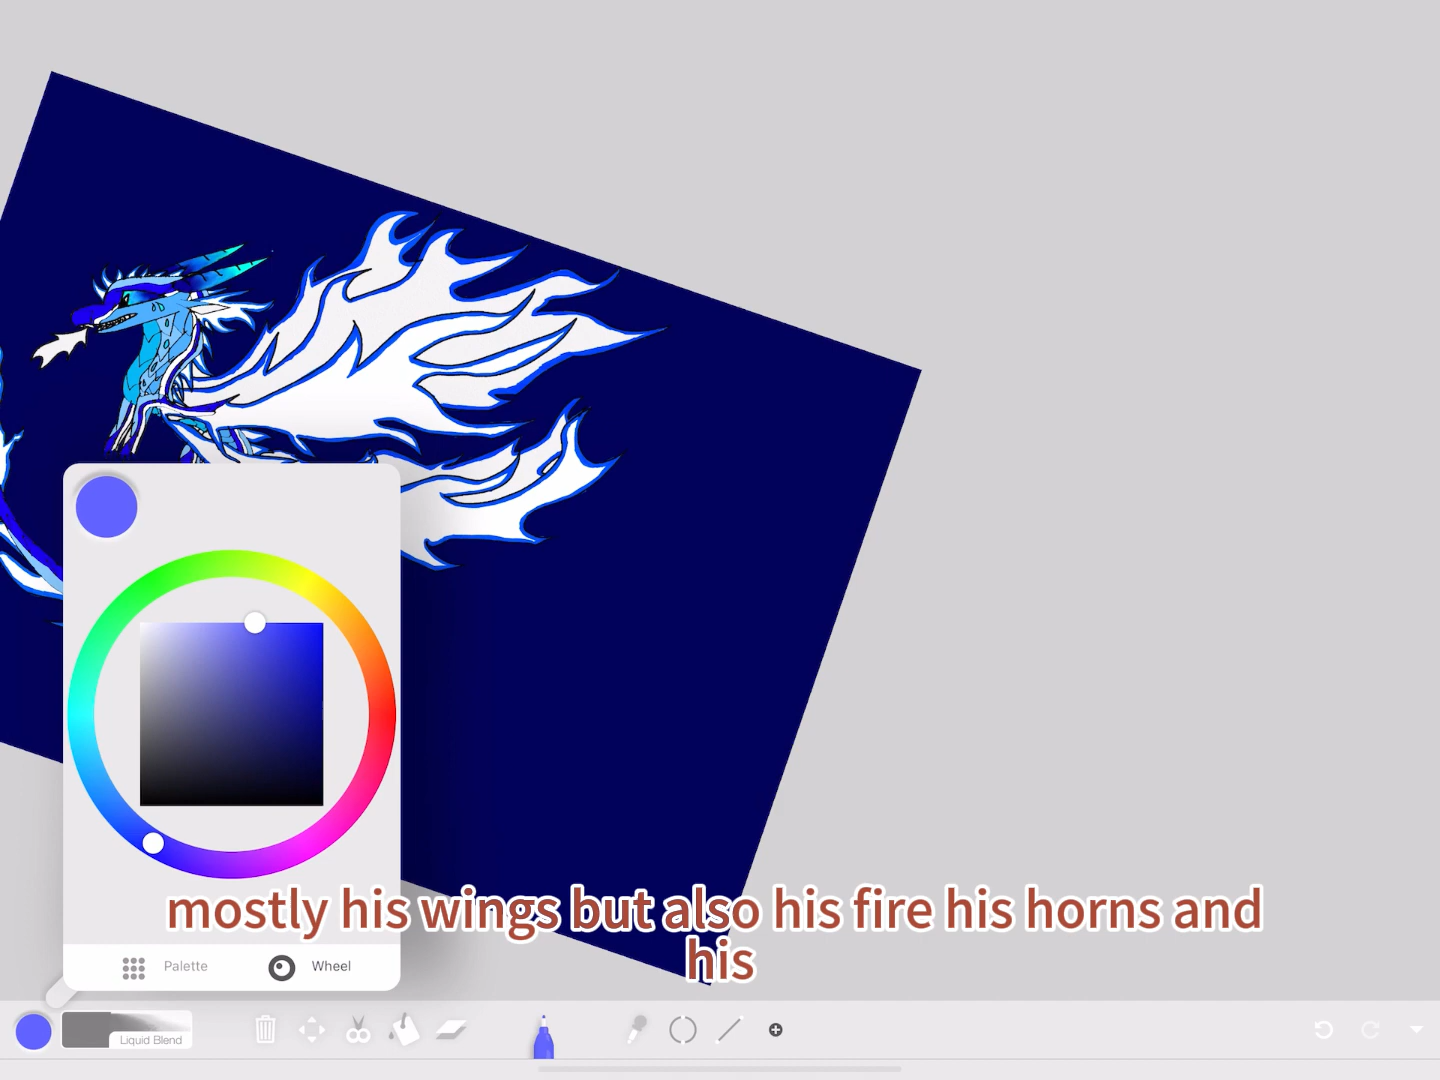 mostly his wings but also his fire his horns and
his
Palette
Wheel
Liquid Blend